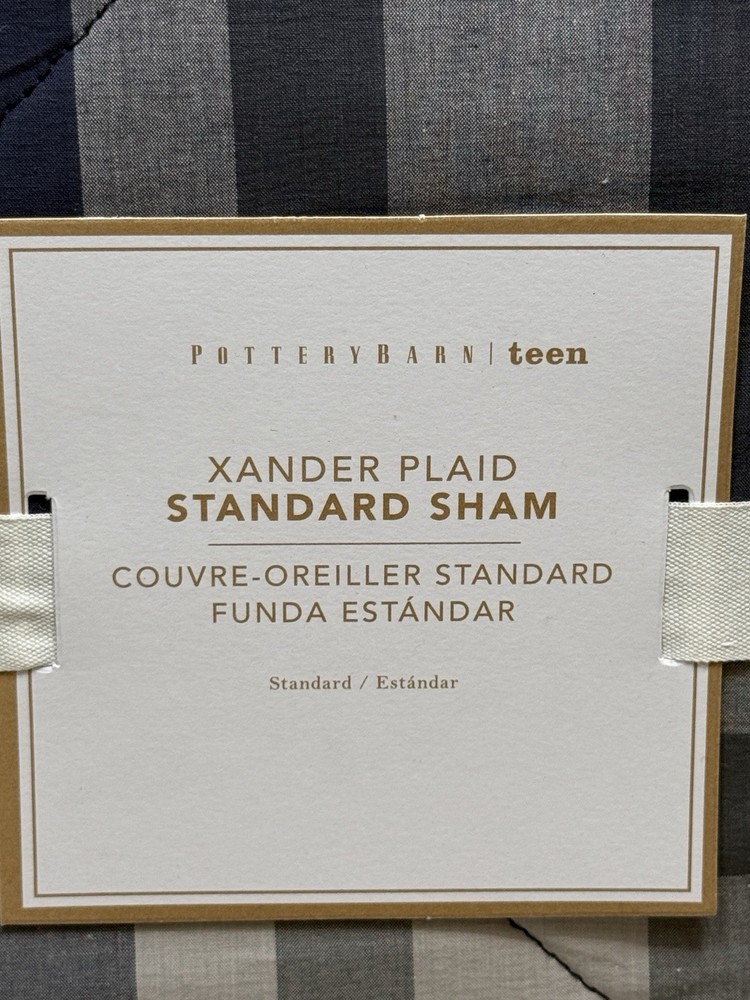 POTTERYBARN | teen
XANDER PLAID
STANDARD SHAM
COUVRE-OREILLER STANDARD
FUNDA ESTÁNDAR
Standard / Estándar